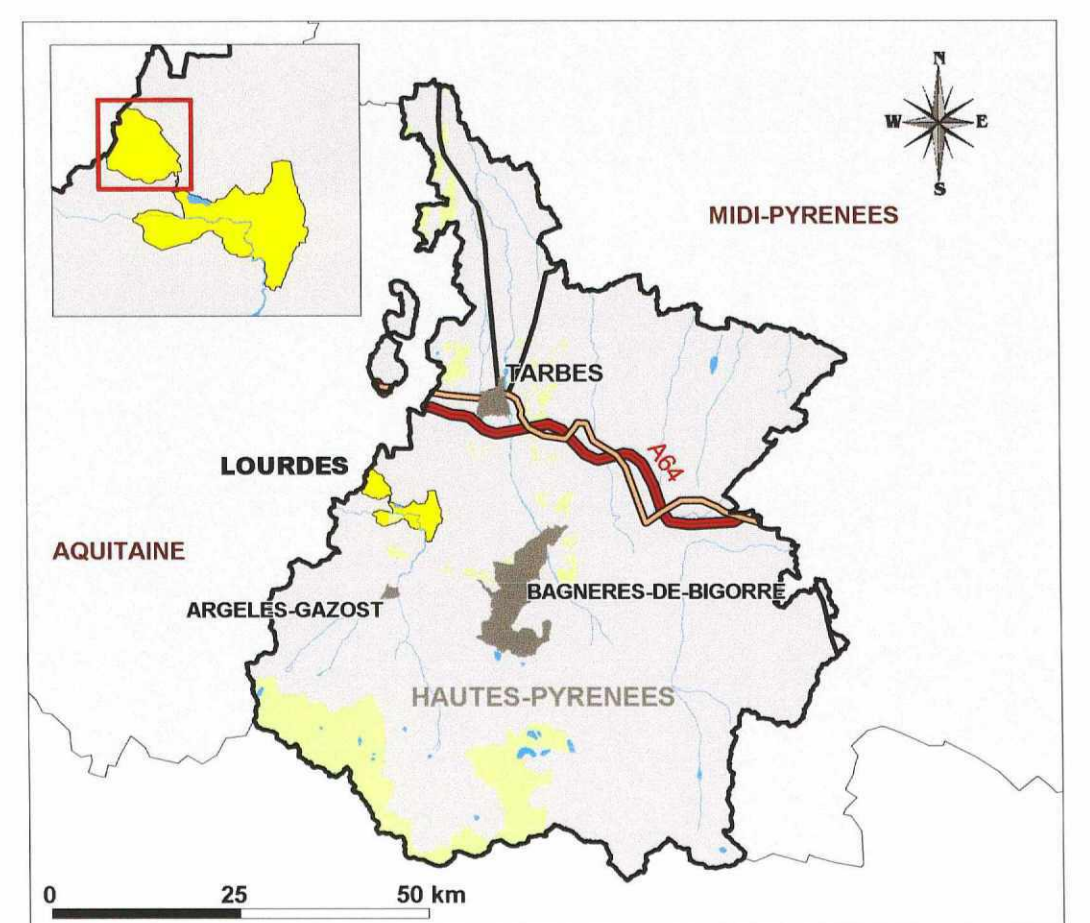 N
W E
S
MIDI-PYRENEES
TARBES
LOURDES
A64
AQUITAINE
BAGNERES-DE-BIGORRE
ARGELES-GAZOST
HAUTES-PYRENEES
0 25 50 km